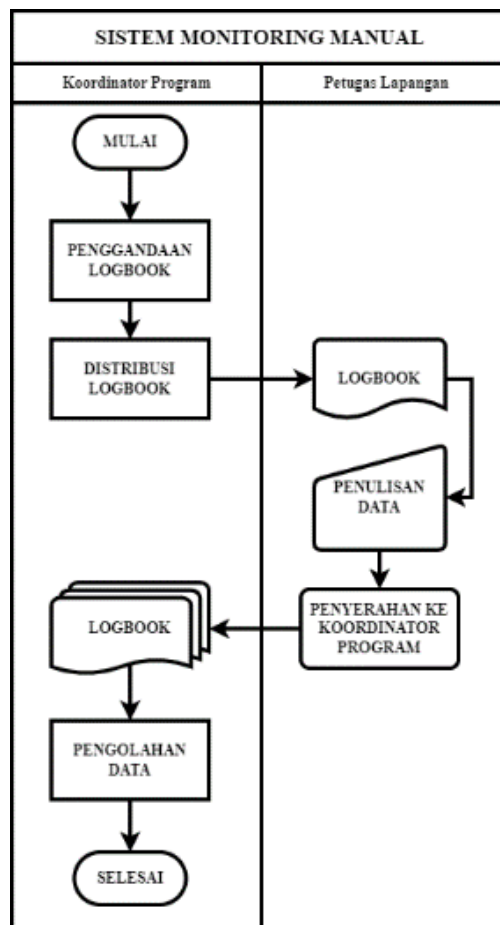 SISTEM MONITORING MANUAL
Koordinator Program
Petugas Lapangan
MULAI
PENGGANDAAN
LOGBOOK
DISTRIBUSI
LOGBOOK
LOGBOOK
PENULISAN
DATA
PENYERAHAN KE
KOORDINATOR
PROGRAM
LOGBOOK
PENGOLAHAN
DATA
SELESAI